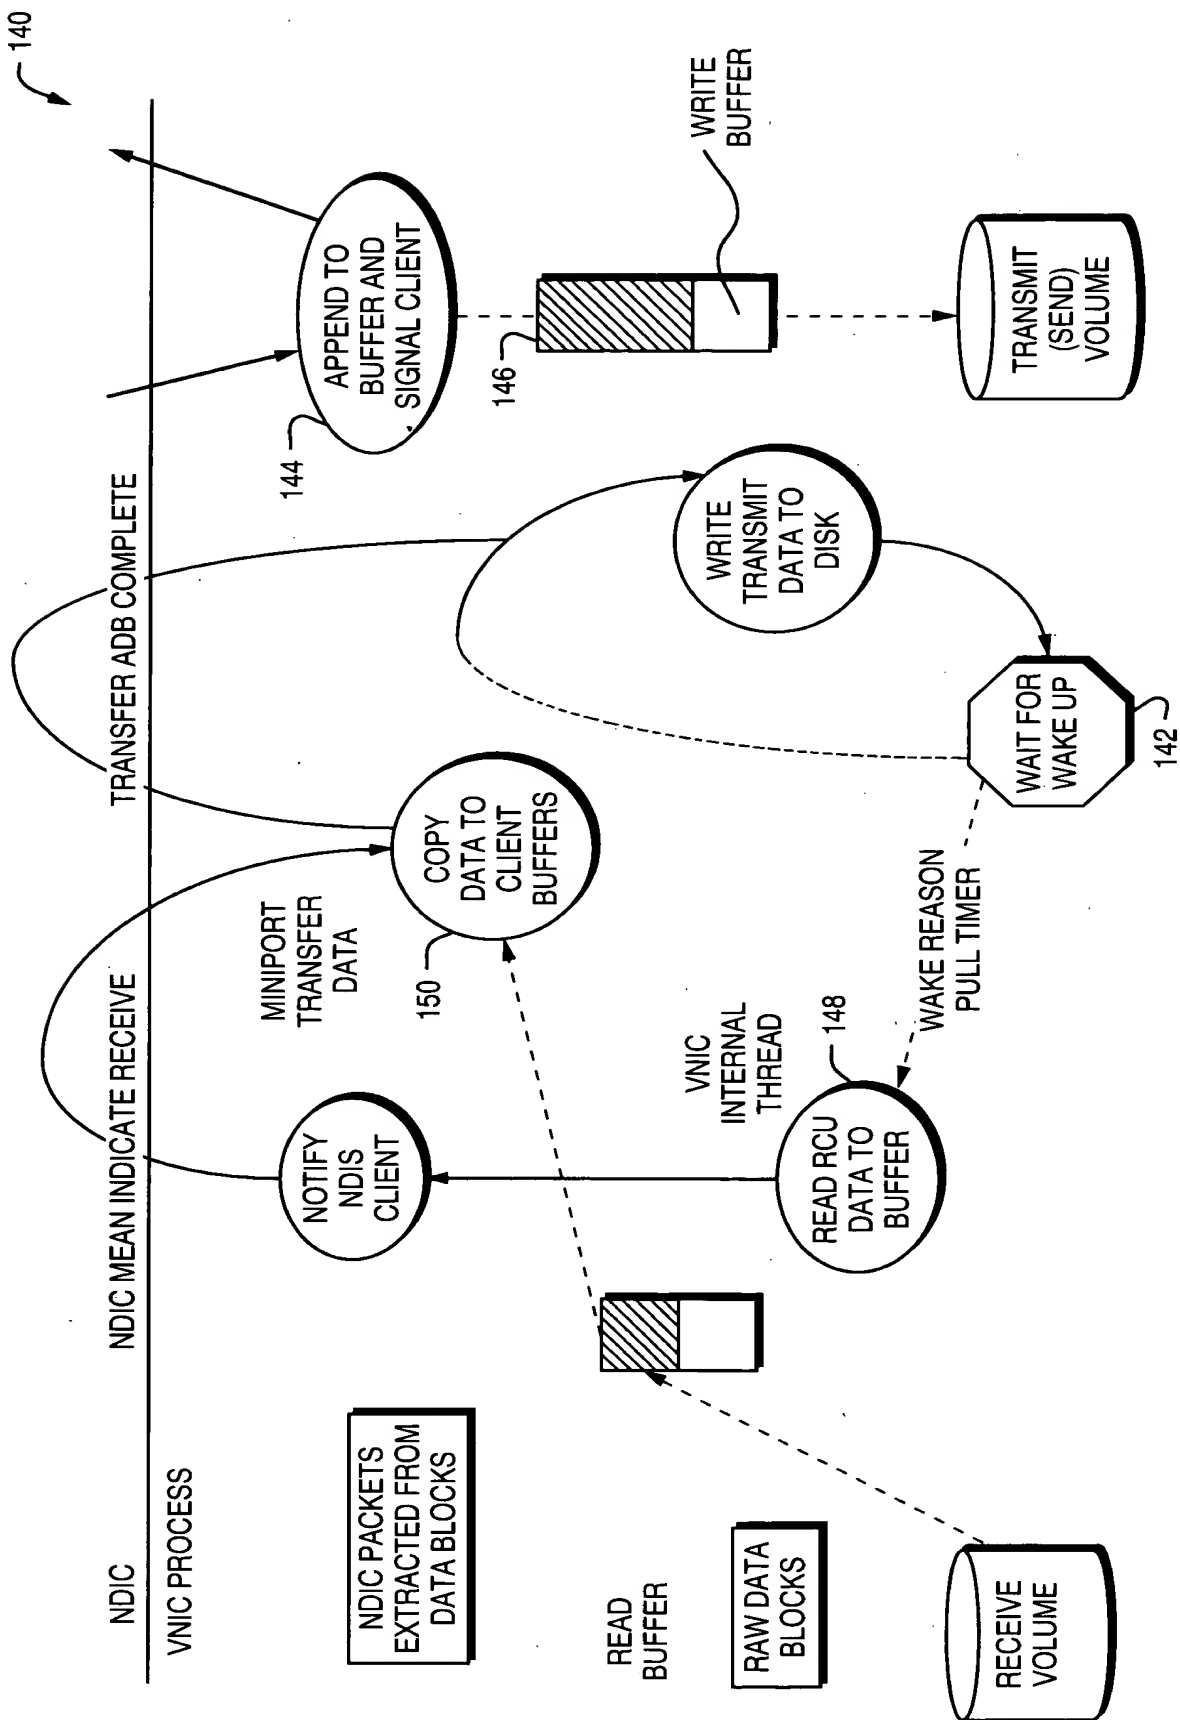 140
NDIC
NDIC MEAN INDICATE RECEIVE
TRANSFER ADB COMPLETE
VNIC PROCESS
NDIC PACKETS
EXTRACTED FROM
DATA BLOCKS
NOTIFY
NDIS
CLIENT
MINIPORT
TRANSFER
DATA
150
COPY
DATA TO
CLIENT
BUFFERS
144
APPEND TO
BUFFER AND
SIGNAL CLIENT
146
WRITE
BUFFER
READ
BUFFER
VNIC
INTERNAL
THREAD
148
WRITE
TRANSMIT
DATA TO
DISK
RAW DATA
BLOCKS
READ RCU
DATA TO
BUFFER
WAKE REASON
PULL TIMER
WAIT FOR
WAKE UP
142
RECEIVE
VOLUME
TRANSMIT
(SEND)
VOLUME